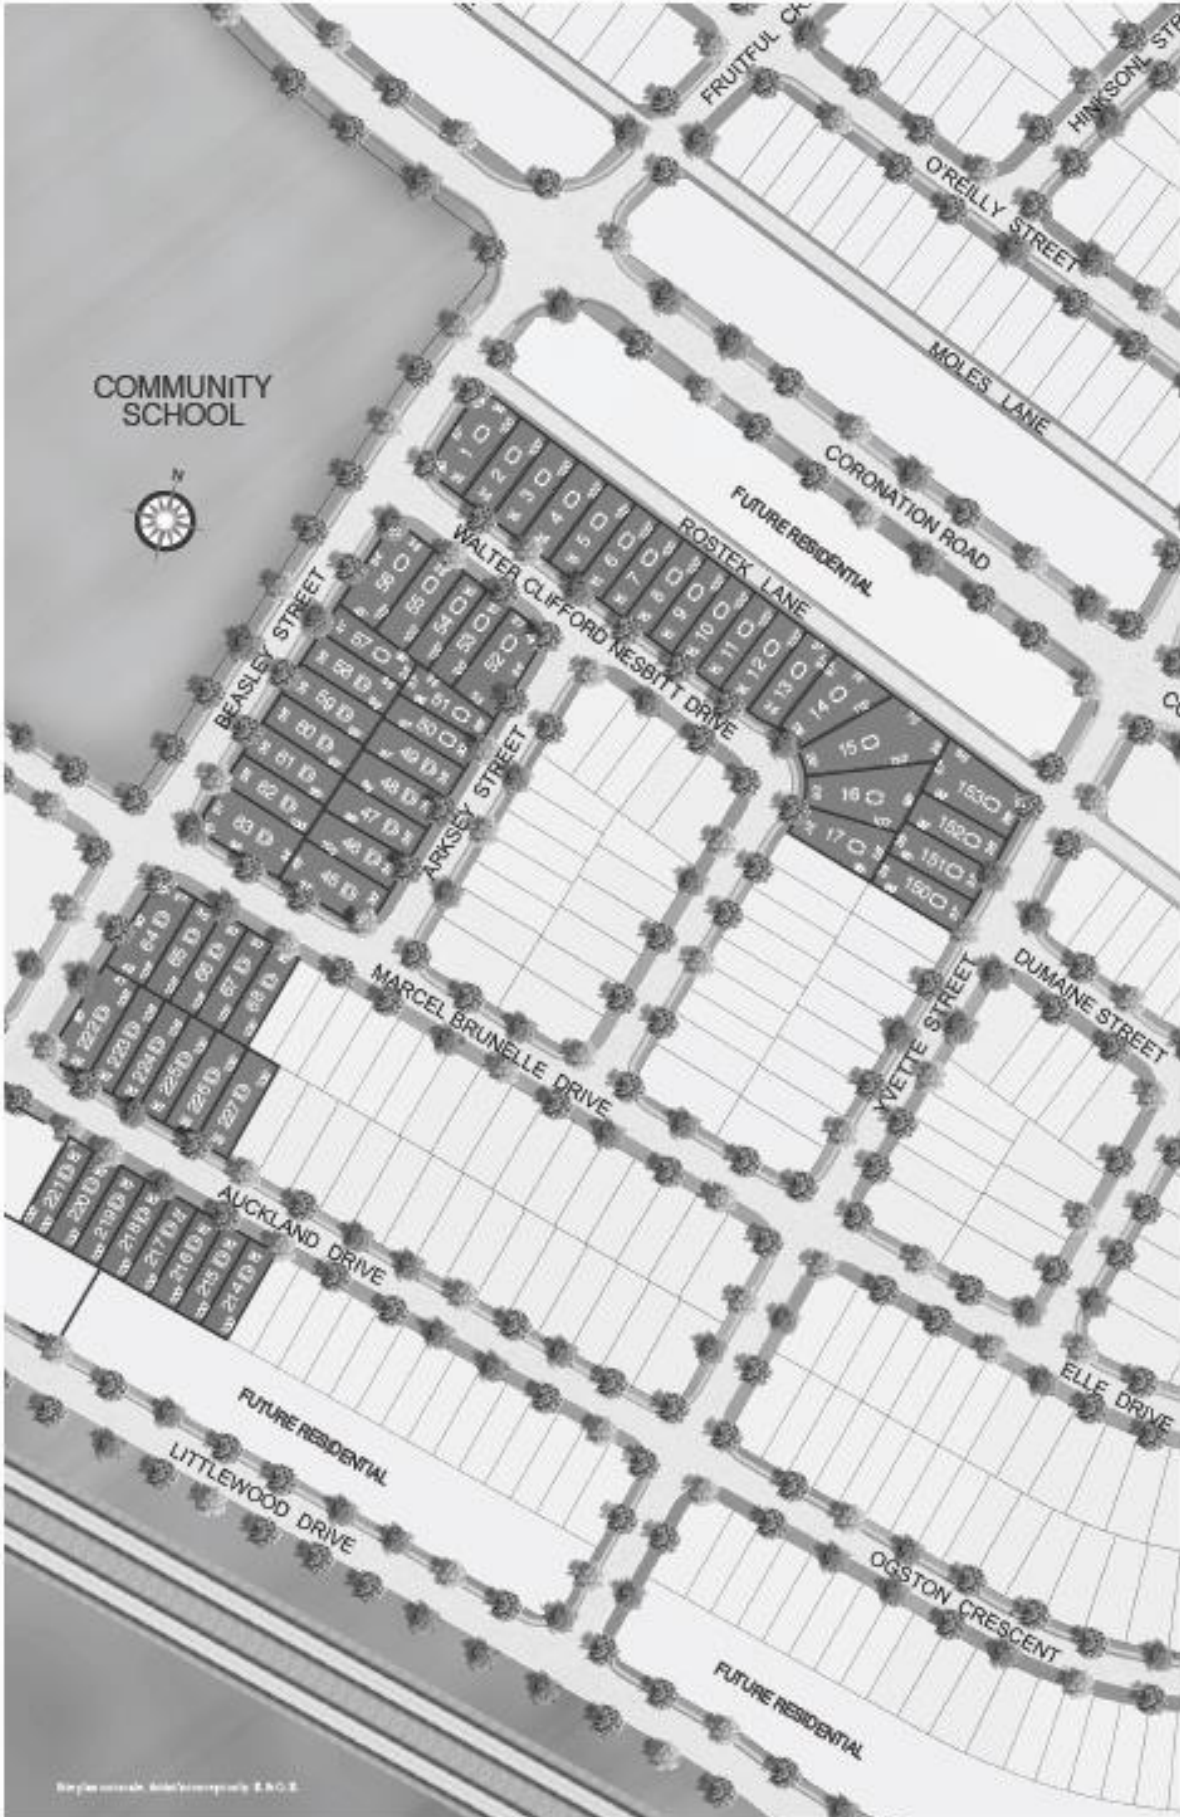 FRUITFUL CR
HINKSONL STR
O'REILLY STREET
MOLES LANE
COMMUNITY
SCHOOL
N
CORONATION ROAD
FUTURE RESIDENTIAL
ROSTEK LANE
1
2
3
4
5
6
7
8
9
10
11
12
13
14
15
16
17
153
152
151
150
WALTER CLIFFORD NESBITT DRIVE
BEASLEY STREET
56
55
54
53
52
57
58
59
60
61
62
63
51
50
49
48
47
46
45
ARKSEY STREET
CO
64
65
66
67
68
222
223
224
225
226
227
MARCEL BRUNELLE DRIVE
YVETTE STREET
DUMAINE STREET
221
220
219
218
217
216
215
214
AUCKLAND DRIVE
ELLE DRIVE
FUTURE RESIDENTIAL
LITTLEWOOD DRIVE
OGSTON CRESCENT
FUTURE RESIDENTIAL